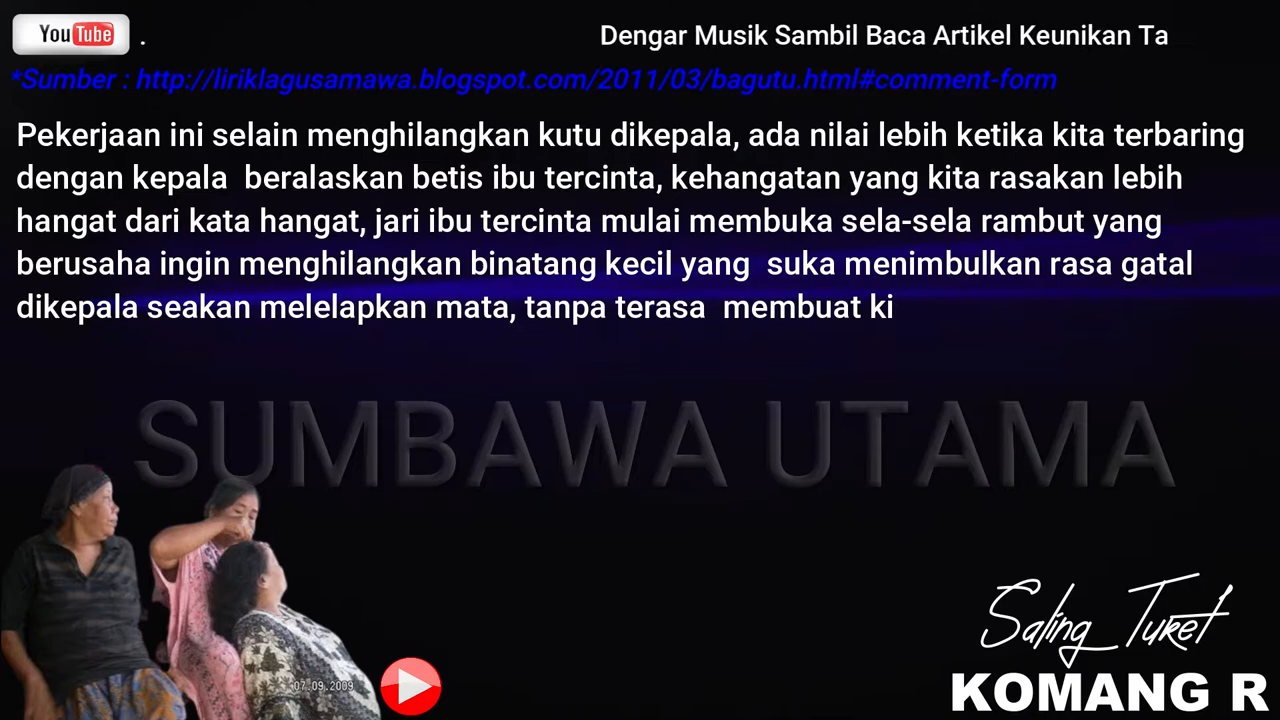 YouTube .
Dengar Musik Sambil Baca Artikel Keunikan Ta
*Sumber : http://liriklagusamawa.blogspot.com/2011/03/bagutu.html#comment-form
Pekerjaan ini selain menghilangkan kutu dikepala, ada nilai lebih ketika kita terbaring
dengan kepala  beralaskan betis ibu tercinta, kehangatan yang kita rasakan lebih
hangat dari kata hangat, jari ibu tercinta mulai membuka sela-sela rambut yang
berusaha ingin menghilangkan binatang kecil yang  suka menimbulkan rasa gatal
dikepala seakan melelapkan mata, tanpa terasa  membuat ki
SUMBAWA UTAMA
07.09.2009
Saling Turet
KOMANG R